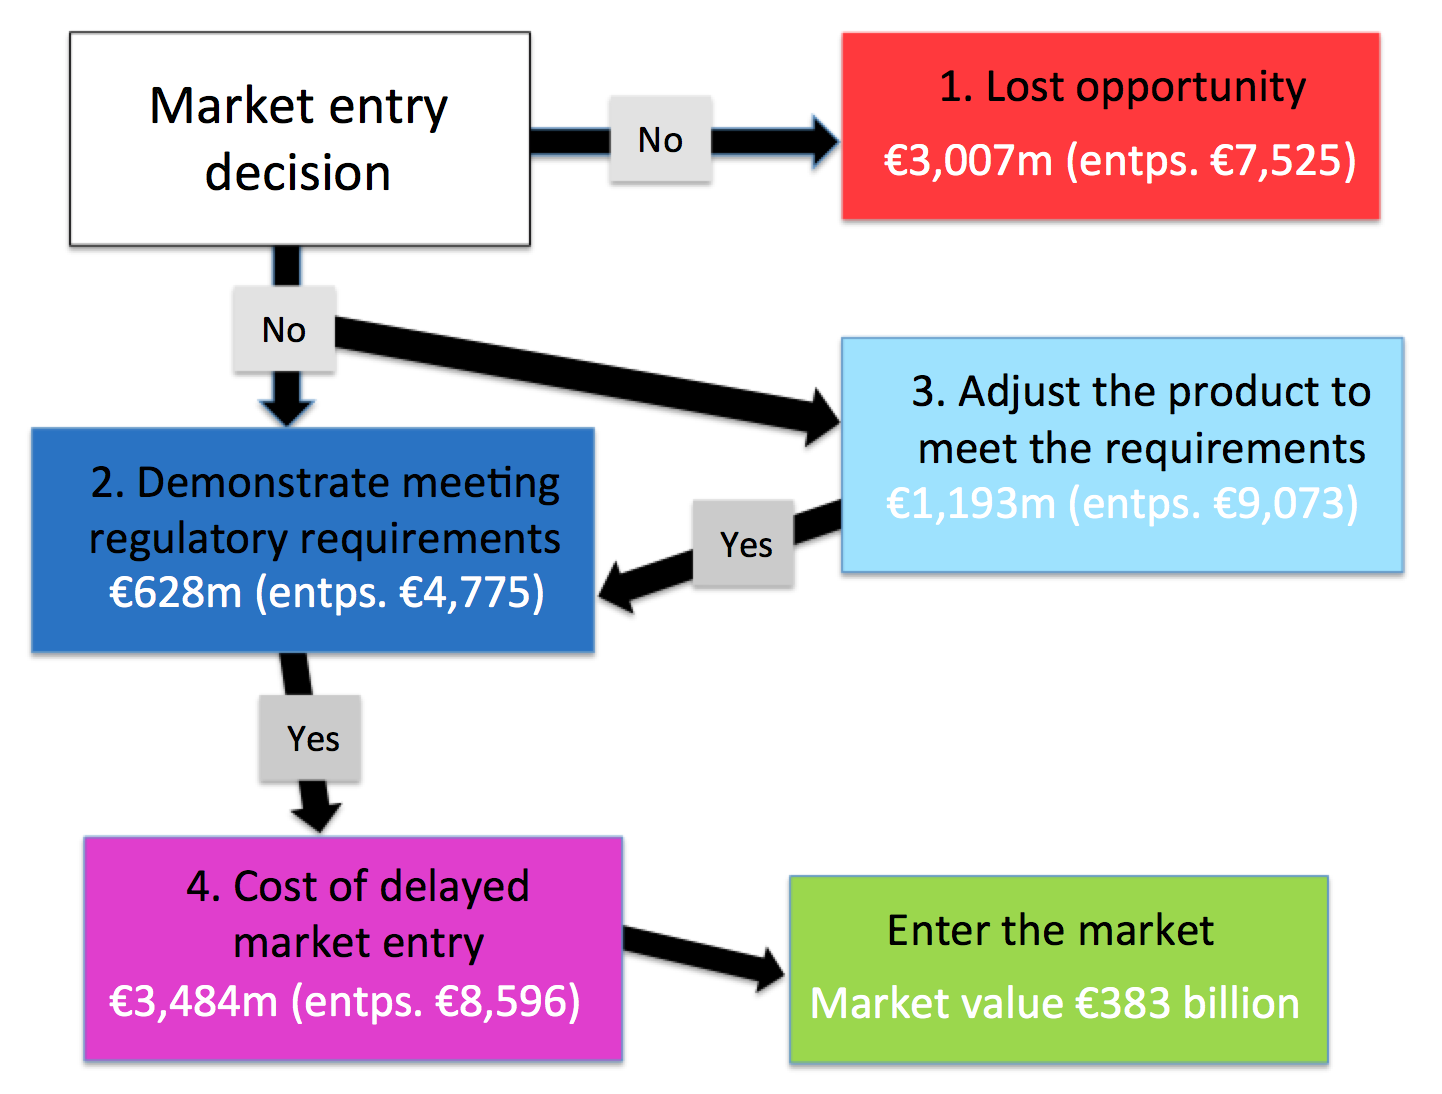 Market entry
decision
No
1. Lost opportunity
€3,007m (entps. €7,525)
No
3. Adjust the product to
meet the requirements
€1,193m (entps. €9,073)
2. Demonstrate meeting
regulatory requirements
€628m (entps. €4,775)
Yes
Yes
4. Cost of delayed
market entry
€3,484m (entps. €8,596)
Enter the market
Market value €383 billion